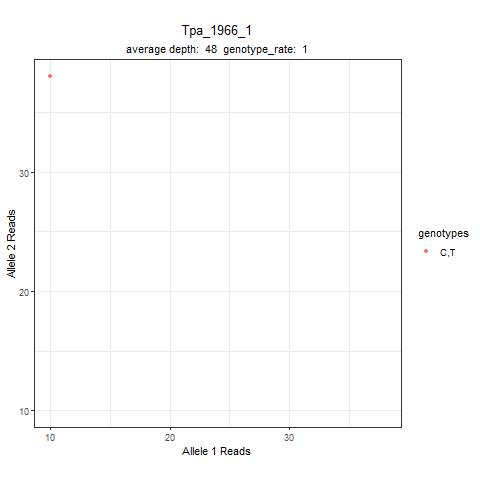 Tpa_1966_1
average depth:  48  genotype_rate:  1
Allele 2 Reads
30
20
10
10
20
30
Allele 1 Reads
genotypes
C,T